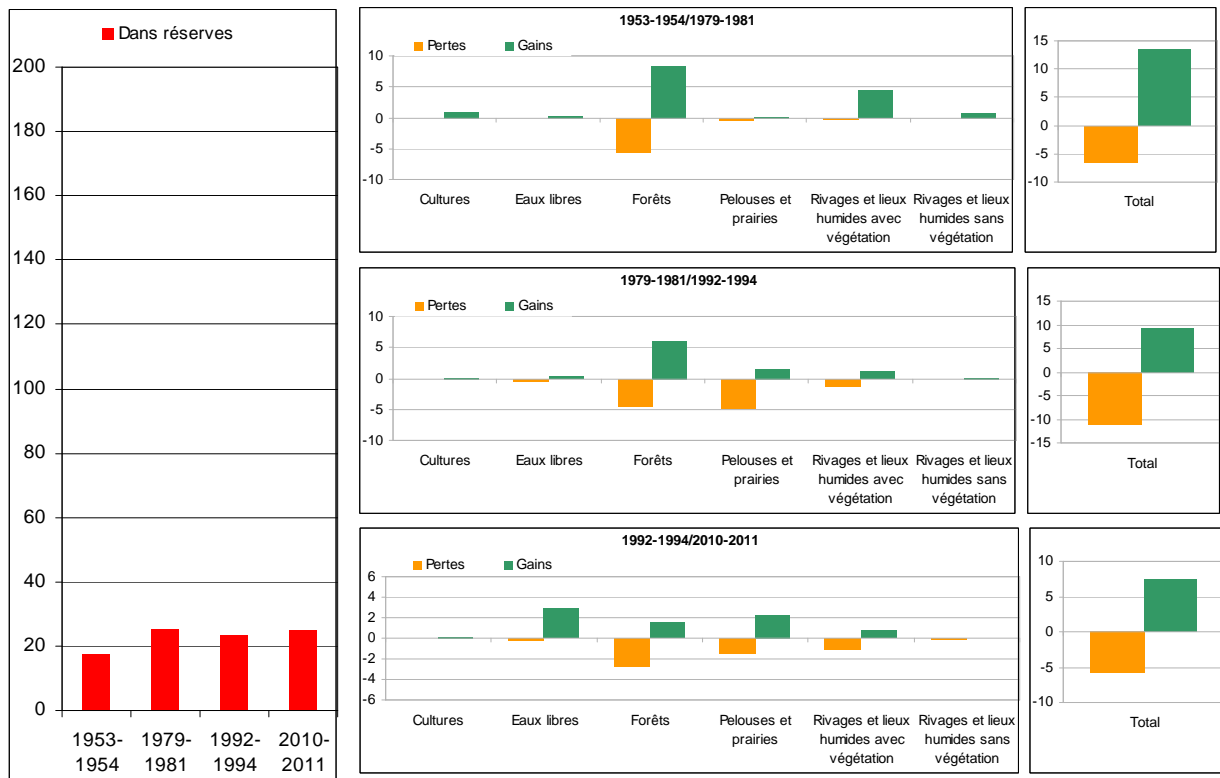 Dans réserves
200
180
160
140
120
100
80
60
40
20
0
1953-
1954
1979-
1981
1992-
1994
2010-
2011
1953-1954/1979-1981
Pertes Gains
10
5
0
-5
-10
Cultures
Eaux libres
Forêts
Pelouses et
prairies
Rivages et lieux
humides avec
végétation
Rivages et lieux
humides sans
végétation
15
10
5
0
-5
-10
Total
1979-1981/1992-1994
Pertes Gains
10
5
0
-5
-10
Cultures
Eaux libres
Forêts
Pelouses et
prairies
Rivages et lieux
humides avec
végétation
Rivages et lieux
humides sans
végétation
15
10
5
0
-5
-10
-15
Total
1992-1994/2010-2011
Pertes Gains
6
4
2
0
-2
-4
-6
Cultures
Eaux libres
Forêts
Pelouses et
prairies
Rivages et lieux
humides avec
végétation
Rivages et lieux
humides sans
végétation
10
5
0
-5
-10
Total